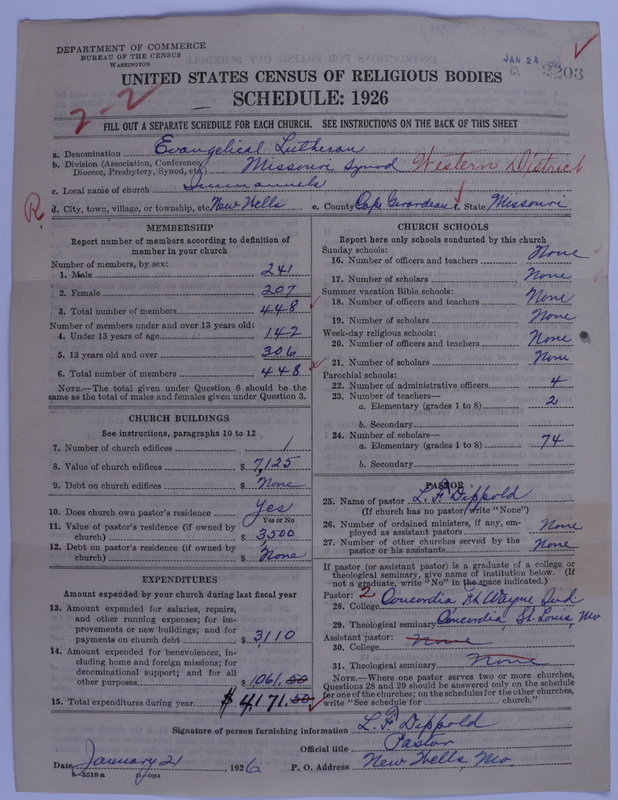 DEPARTMENT OF COMMERCE
BUREAU OF THE CENSUS
WASHINGTON
JAN 24
2203
UNITED STATES CENSUS OF RELIGIOUS BODIES
SCHEDULE: 1926
2-2
FILL OUT A SEPARATE SCHEDULE FOR EACH CHURCH. SEE INSTRUCTIONS ON THE BACK OF THIS SHEET
a. Denomination Evangelical Lutheran
b. Division (Association, Conference, Diocese, Presbytery, Synod, etc.) Missouri Synod Western District
c. Local name of church Immanuels
R d. City, town, village, or township, etc. New Wells e. County Cape Girardeau f. State Missouri
MEMBERSHIP
Report number of members according to definition of
member in your church
Number of members, by sex:
1. Male 241
2. Female 207
3. Total number of members 448
Number of members under and over 13 years old:
4. Under 13 years of age 142
5. 13 years old and over 306
6. Total number of members 448
NOTE.—The total given under Question 6 should be the
same as the total of males and females given under Question 3.
CHURCH BUILDINGS
See instructions, paragraphs 10 to 12
7. Number of church edifices 1
8. Value of church edifices $ 7,125
9. Debt on church edifices $ None
10. Does church own pastor's residence? Yes
Yes or No
11. Value of pastor's residence (if owned by
church) $ 3,500
12. Debt on pastor's residence (if owned by
church) $ None
EXPENDITURES
Amount expended by your church during last fiscal year
13. Amount expended for salaries, repairs,
and other running expenses; for im-
provements or new buildings; and for
payments on church debt $ 3,110
14. Amount expended for benevolences, in-
cluding home and foreign missions; for
denominational support; and for all
other purposes $ 1061.50
15. Total expenditures during year $ 4,171.50
CHURCH SCHOOLS
Report here only schools conducted by this church
Sunday schools:
16. Number of officers and teachers None
17. Number of scholars None
Summer vacation Bible schools:
18. Number of officers and teachers None
19. Number of scholars None
Week-day religious schools:
20. Number of officers and teachers None
21. Number of scholars None
Parochial schools:
22. Number of administrative officers 4
23. Number of teachers—
a. Elementary (grades 1 to 8) 2
b. Secondary
24. Number of scholars—
a. Elementary (grades 1 to 8) 74
b. Secondary
PASTOR
25. Name of pastor L. F. Dippold
(If church has no pastor, write "None")
26. Number of ordained ministers, if any, em-
ployed as assistant pastors None
27. Number of other churches served by the
pastor or his assistants None
If pastor (or assistant pastor) is a graduate of a college or
theological seminary, give name of institution below. (If
not a graduate, write "No" in the space indicated.)
Pastor: 2
28. College Concordia Ft. Wayne Ind
29. Theological seminary Concordia, St. Louis, Mo
Assistant pastor:
30. College None
31. Theological seminary None
NOTE.—Where one pastor serves two or more churches,
Questions 28 and 29 should be answered only on the schedule
for one of the churches; on the schedules for the other churches,
write "See schedule for church."
Signature of person furnishing information L. F. Dippold
Official title Pastor
Date January 21, 1926 P. O. Address New Wells, Mo